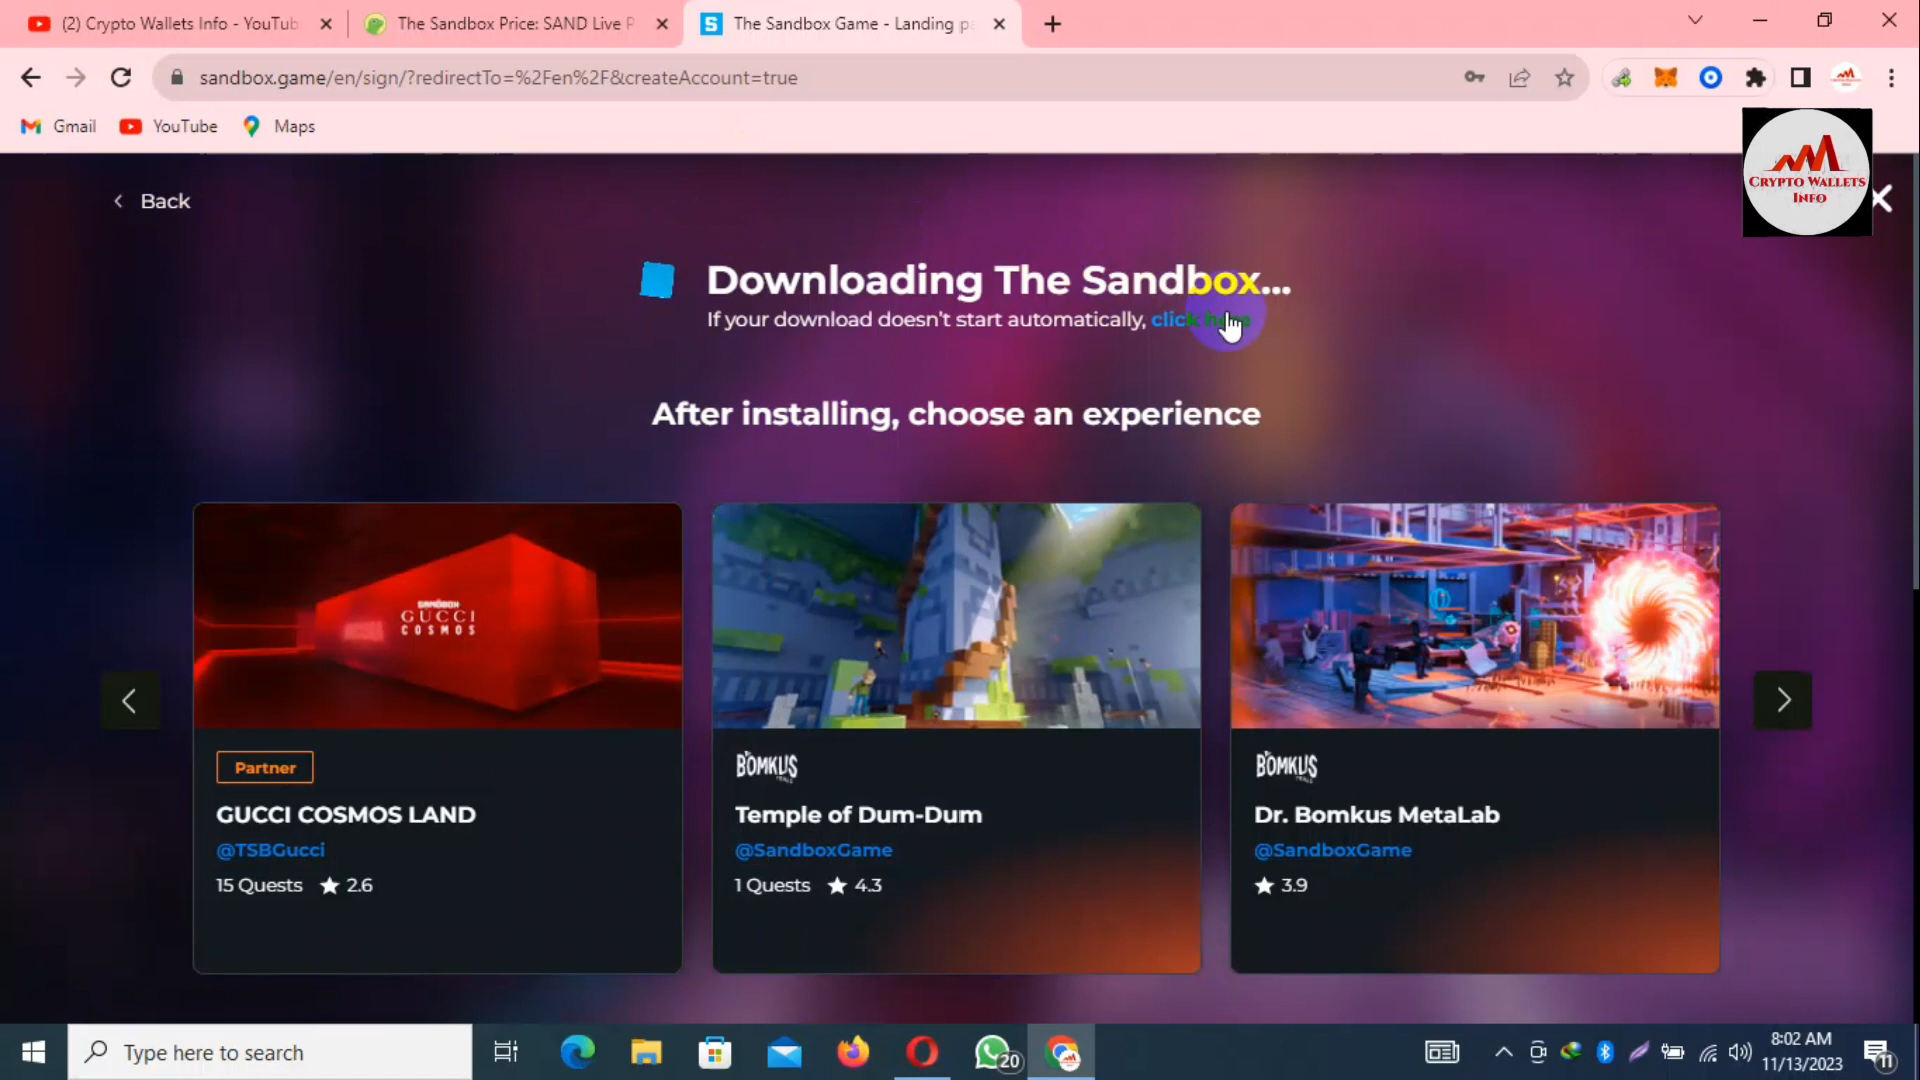 (2) Crypto Wallets Info - YouTub
The Sandbox Price: SAND Live P
The Sandbox Game - Landing pa
sandbox.game/en/sign/?redirectTo=%2Fen%2F&createAccount=true
Gmail
YouTube
Maps
CRYPTO WALLETS
INFO
Back
Downloading The Sandbox...
If your download doesn't start automatically, click here
After installing, choose an experience
SANDBOX
GUCCI
COSMOS
Partner
GUCCI COSMOS LAND
@TSBGucci
15 Quests ★ 2.6
BOMKUS
Temple of Dum-Dum
@SandboxGame
1 Quests ★ 4.3
BOMKUS
Dr. Bomkus MetaLab
@SandboxGame
★ 3.9
Type here to search
20
8:02 AM
11/13/2023
11